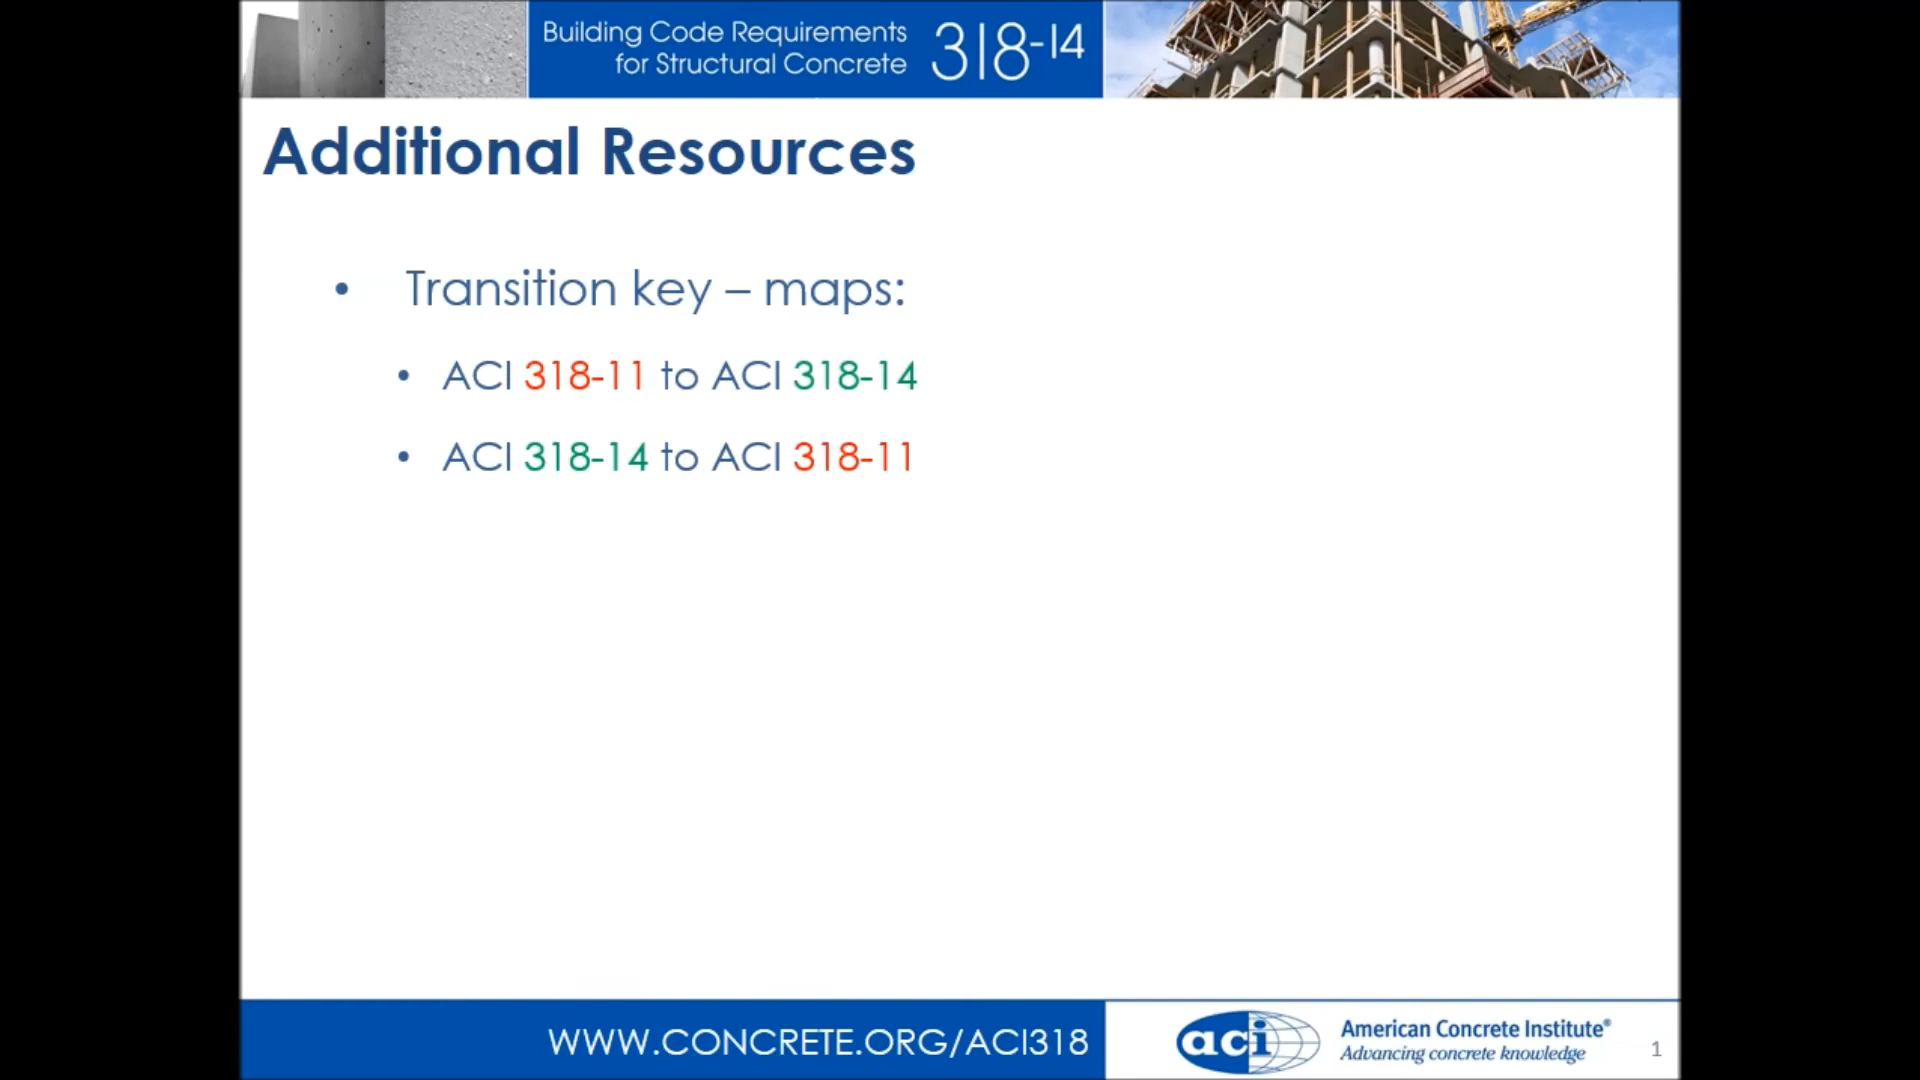 Building Code Requirements
for Structural Concrete
318-14
Additional Resources
• Transition key – maps:
• ACI 318-11 to ACI 318-14
• ACI 318-14 to ACI 318-11
WWW.CONCRETE.ORG/ACI318
aci
American Concrete Institute®
Advancing concrete knowledge
1